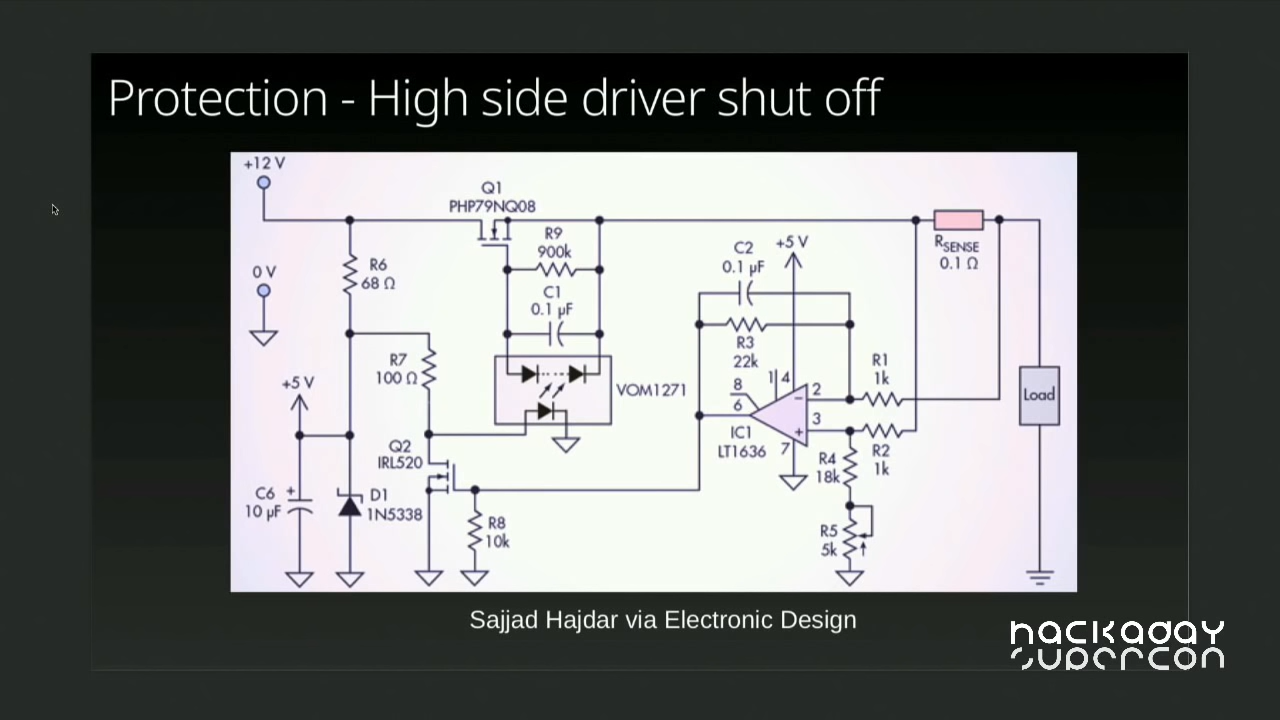 Protection - High side driver shut off
+12 V
Q1
PHP79NQ08
R9
900k
C2
0.1 µF
+5 V
RSENSE
0.1 Ω
R6
68 Ω
0 V
C1
0.1 µF
R3
22k
R7
100 Ω
R1
1k
+5 V
VOM1271
8
1
4
2
6
3
Load
IC1
LT1636
7
Q2
IRL520
R4
18k
R2
1k
C6
10 µF
+
D1
1N5338
R8
10k
R5
5k
Sajjad Hajdar via Electronic Design
hackaday
supercon